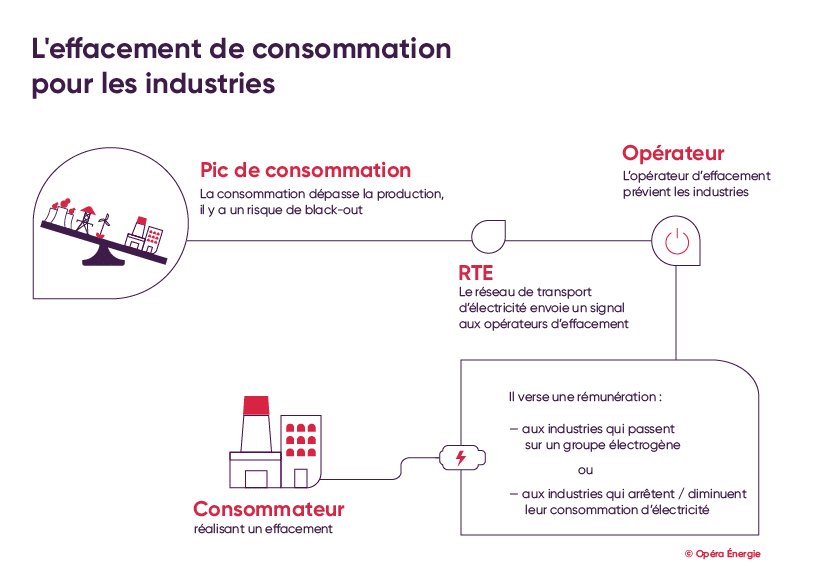 L'effacement de consommation
pour les industries
Pic de consommation
La consommation dépasse la production,
il y a un risque de black-out
Opérateur
L’opérateur d’effacement
prévient les industries
RTE
Le réseau de transport
d’électricité envoie un signal
aux opérateurs d’effacement
Il verse une rémunération :
— aux industries qui passent
sur un groupe électrogène
ou
— aux industries qui arrêtent / diminuent
leur consommation d’électricité
Consommateur
réalisant un effacement
© Opéra Énergie